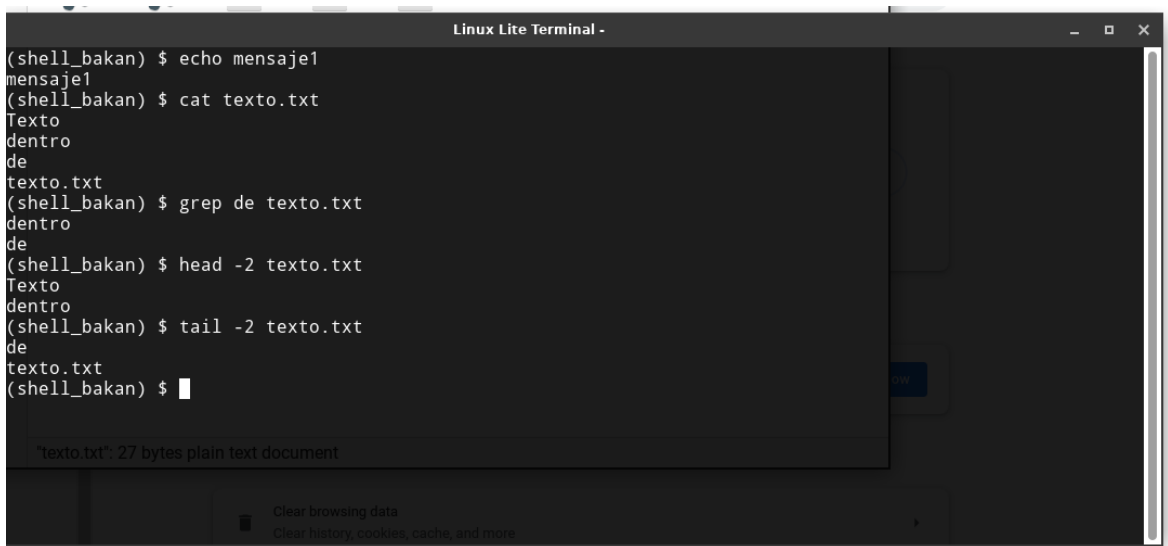 Linux Lite Terminal -
(shell_bakan) $ echo mensaje1
mensaje1
(shell_bakan) $ cat texto.txt
Texto
dentro
de
texto.txt
(shell_bakan) $ grep de texto.txt
dentro
de
(shell_bakan) $ head -2 texto.txt
Texto
dentro
(shell_bakan) $ tail -2 texto.txt
de
texto.txt
(shell_bakan) $
ow
"texto.txt": 27 bytes plain text document
Clear browsing data
Clear history, cookies, cache, and more